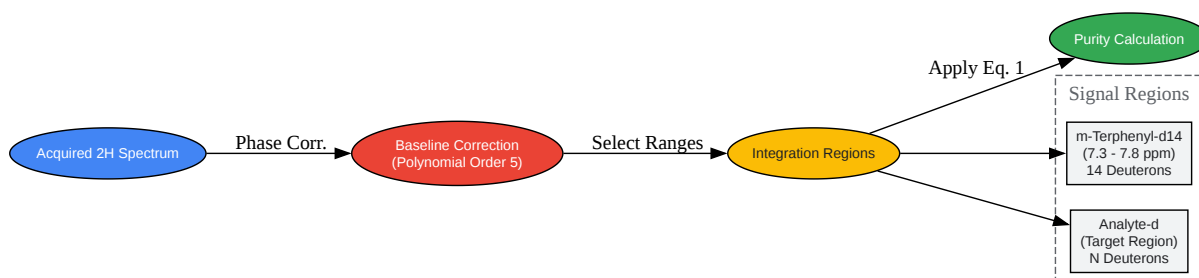 Purity Calculation
Apply Eq. 1
Signal Regions
Acquired 2H Spectrum
Phase Corr.
Baseline Correction
(Polynomial Order 5)
Select Ranges
Integration Regions
m-Terphenyl-d14
(7.3 - 7.8 ppm)
14 Deuterons
Analyte-d
(Target Region)
N Deuterons